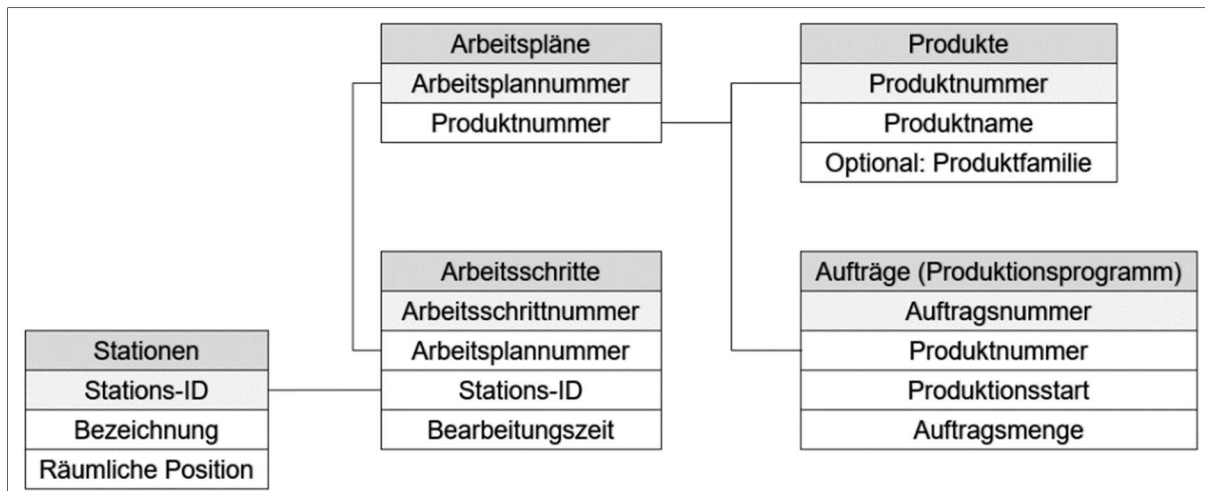 Arbeitspläne
Arbeitsplannummer
Produktnummer
Produkte
Produktnummer
Produktname
Optional: Produktfamilie
Arbeitsschritte
Arbeitsschrittnummer
Arbeitsplannummer
Stations-ID
Bearbeitungszeit
Aufträge (Produktionsprogramm)
Auftragsnummer
Produktnummer
Produktionsstart
Auftragsmenge
Stationen
Stations-ID
Bezeichnung
Räumliche Position